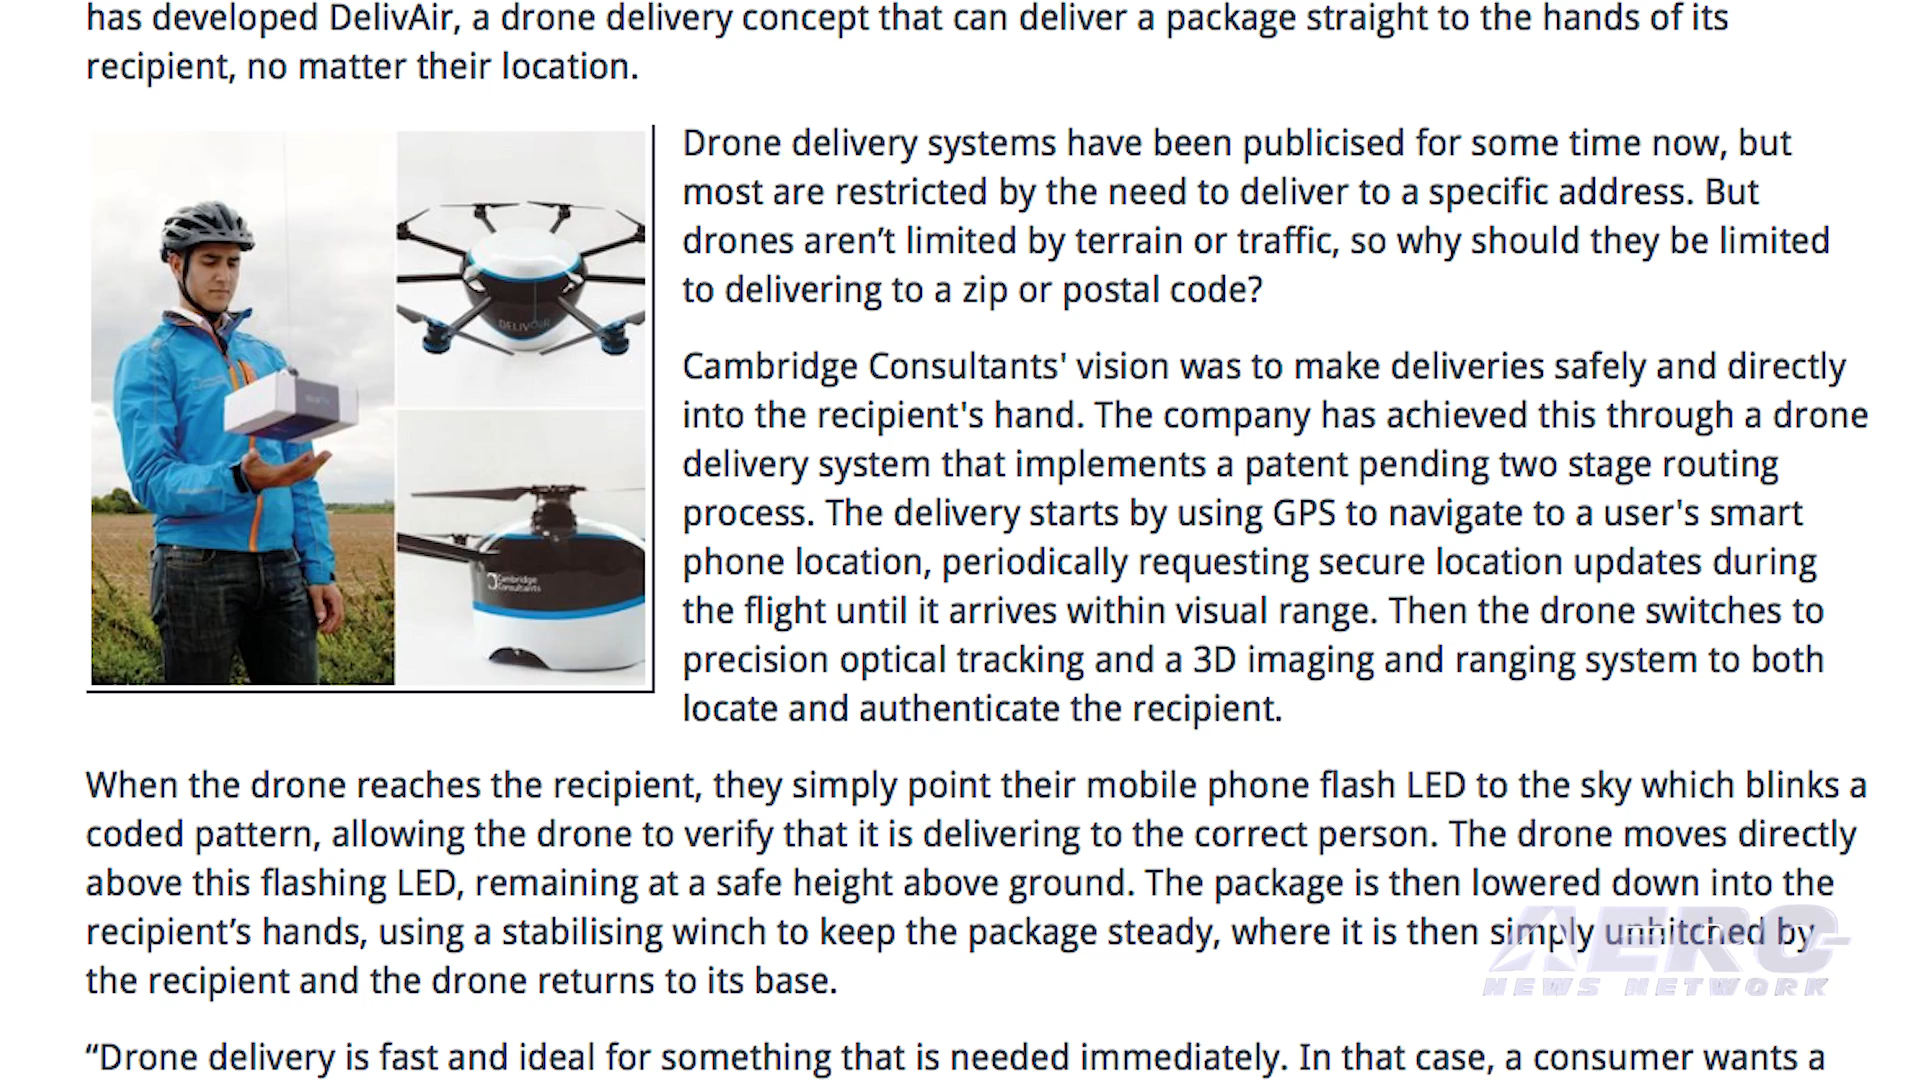 has developed DelivAir, a drone delivery concept that can deliver a package straight to the hands of its
recipient, no matter their location.
Drone delivery systems have been publicised for some time now, but
most are restricted by the need to deliver to a specific address. But
drones aren’t limited by terrain or traffic, so why should they be limited
to delivering to a zip or postal code?
DELIVAIR
Cambridge Consultants' vision was to make deliveries safely and directly
into the recipient's hand. The company has achieved this through a drone
delivery system that implements a patent pending two stage routing
process. The delivery starts by using GPS to navigate to a user's smart
phone location, periodically requesting secure location updates during
the flight until it arrives within visual range. Then the drone switches to
precision optical tracking and a 3D imaging and ranging system to both
locate and authenticate the recipient.
Cambridge
Consultants
When the drone reaches the recipient, they simply point their mobile phone flash LED to the sky which blinks a
coded pattern, allowing the drone to verify that it is delivering to the correct person. The drone moves directly
above this flashing LED, remaining at a safe height above ground. The package is then lowered down into the
recipient’s hands, using a stabilising winch to keep the package steady, where it is then simply unhitched by
the recipient and the drone returns to its base.
AERO
NEWS NETWORK
“Drone delivery is fast and ideal for something that is needed immediately. In that case, a consumer wants a